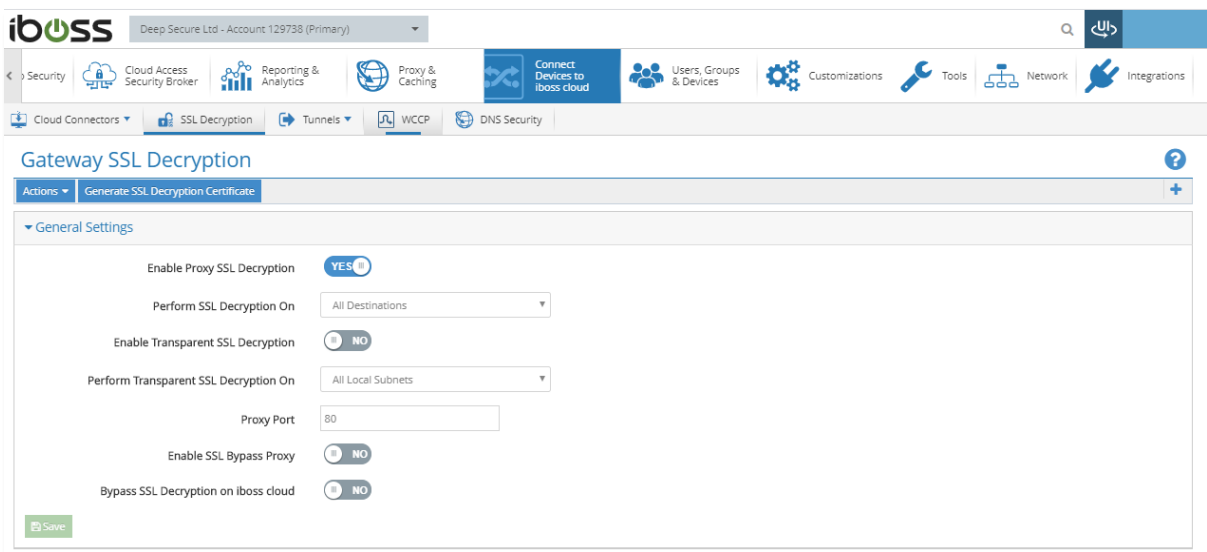 iboss
Deep Secure Ltd - Account 129738 (Primary)
Security
Cloud Access
Security Broker
Reporting &
Analytics
Proxy &
Caching
Connect
Devices to
iboss cloud
Users, Groups
& Devices
Customizations
Tools
Network
Integrations
Cloud Connectors
SSL Decryption
Tunnels
WCCP
DNS Security
Gateway SSL Decryption
Actions
Generate SSL Decryption Certificate
General Settings
Enable Proxy SSL Decryption YES
Perform SSL Decryption On All Destinations
Enable Transparent SSL Decryption NO
Perform Transparent SSL Decryption On All Local Subnets
Proxy Port 80
Enable SSL Bypass Proxy NO
Bypass SSL Decryption on iboss cloud NO
Save